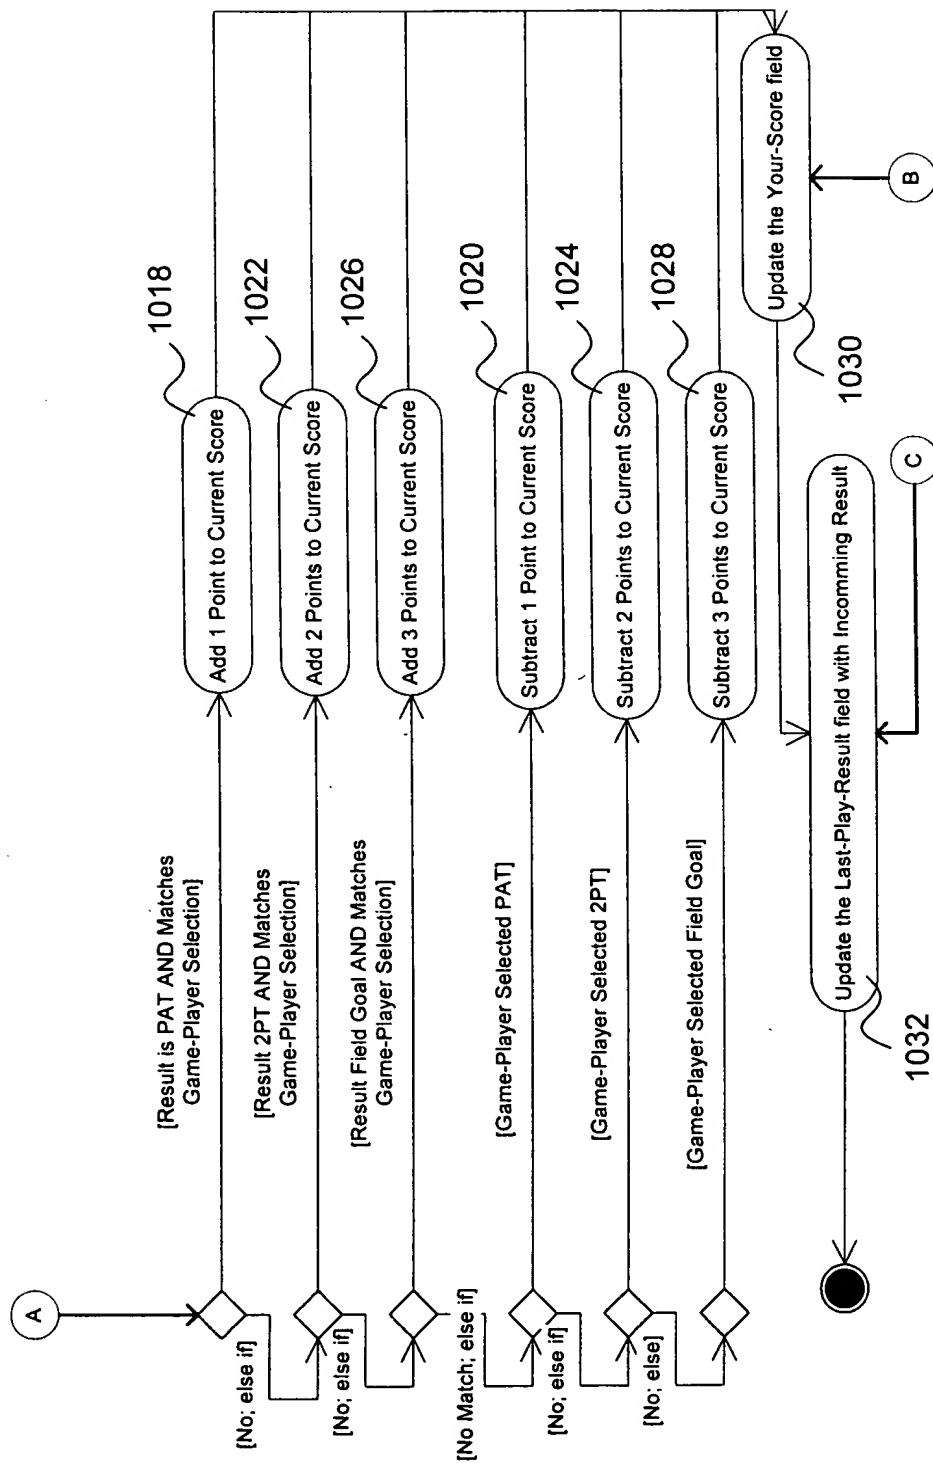 A
[Result is PAT AND Matches
Game-Player Selection]
Add 1 Point to Current Score
1018
[No; else if]
[Result 2PT AND Matches
Game-Player Selection]
Add 2 Points to Current Score
1022
[No; else if]
[Result Field Goal AND Matches
Game-Player Selection]
Add 3 Points to Current Score
1026
[No Match; else if]
[Game-Player Selected PAT]
Subtract 1 Point to Current Score
1020
[No; else if]
[Game-Player Selected 2PT]
Subtract 2 Points to Current Score
1024
[No; else]
[Game-Player Selected Field Goal]
Subtract 3 Points to Current Score
1028
Update the Your-Score field
1030
B
Update the Last-Play-Result field with Incomming Result
1032
C